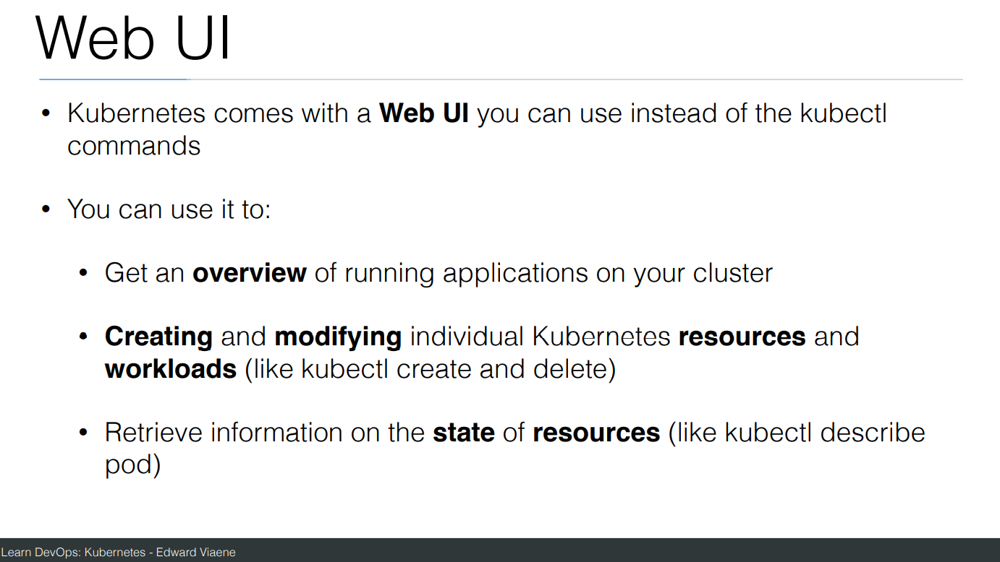 Web UI
• Kubernetes comes with a Web UI you can use instead of the kubectl
commands
• You can use it to:
• Get an overview of running applications on your cluster
• Creating and modifying individual Kubernetes resources and
workloads (like kubectl create and delete)
• Retrieve information on the state of resources (like kubectl describe
pod)
Learn DevOps: Kubernetes - Edward Viaene